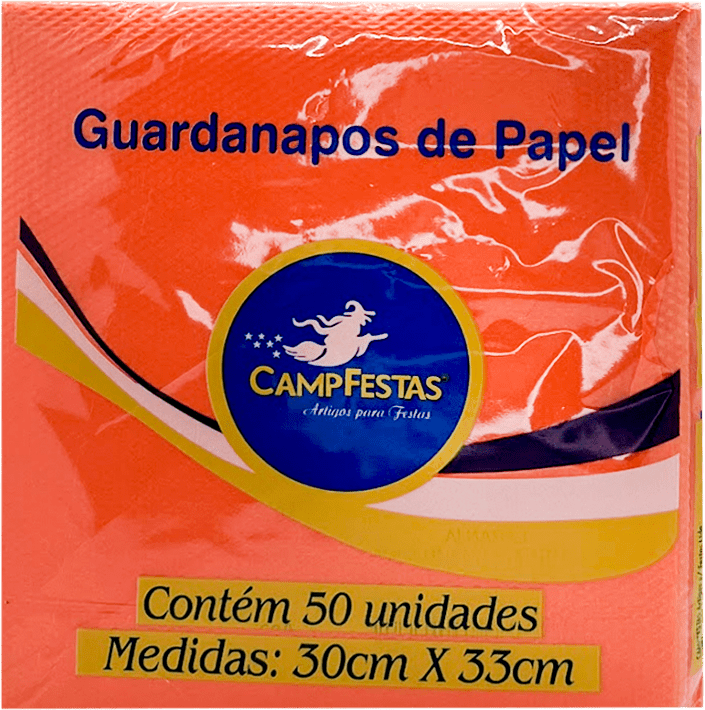 Guardanapos de Papel
CAMPFESTAS®
Artigos para Festas
Contém 50 unidades
Medidas: 30cm X 33cm